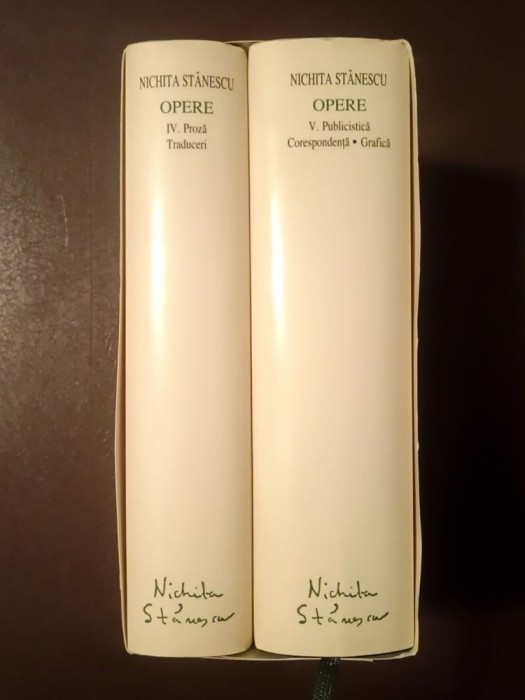 NICHITA STĂNESCU
OPERE
IV. Proză
Traduceri
Nichita
Stănescu
NICHITA STĂNESCU
OPERE
V. Publicistică
Corespondență • Grafică
Nichita
Stănescu